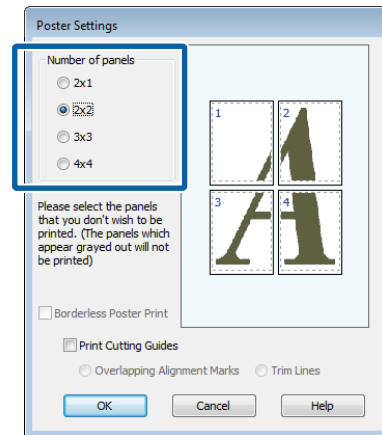 Poster Settings
Number of panels
2x1
2x2
3x3
4x4
1
2
3
4
Please select the panels
that you don't wish to be
printed. (The panels which
appear grayed out will not
be printed)
Borderless Poster Print
Print Cutting Guides
Overlapping Alignment Marks
Trim Lines
OK
Cancel
Help